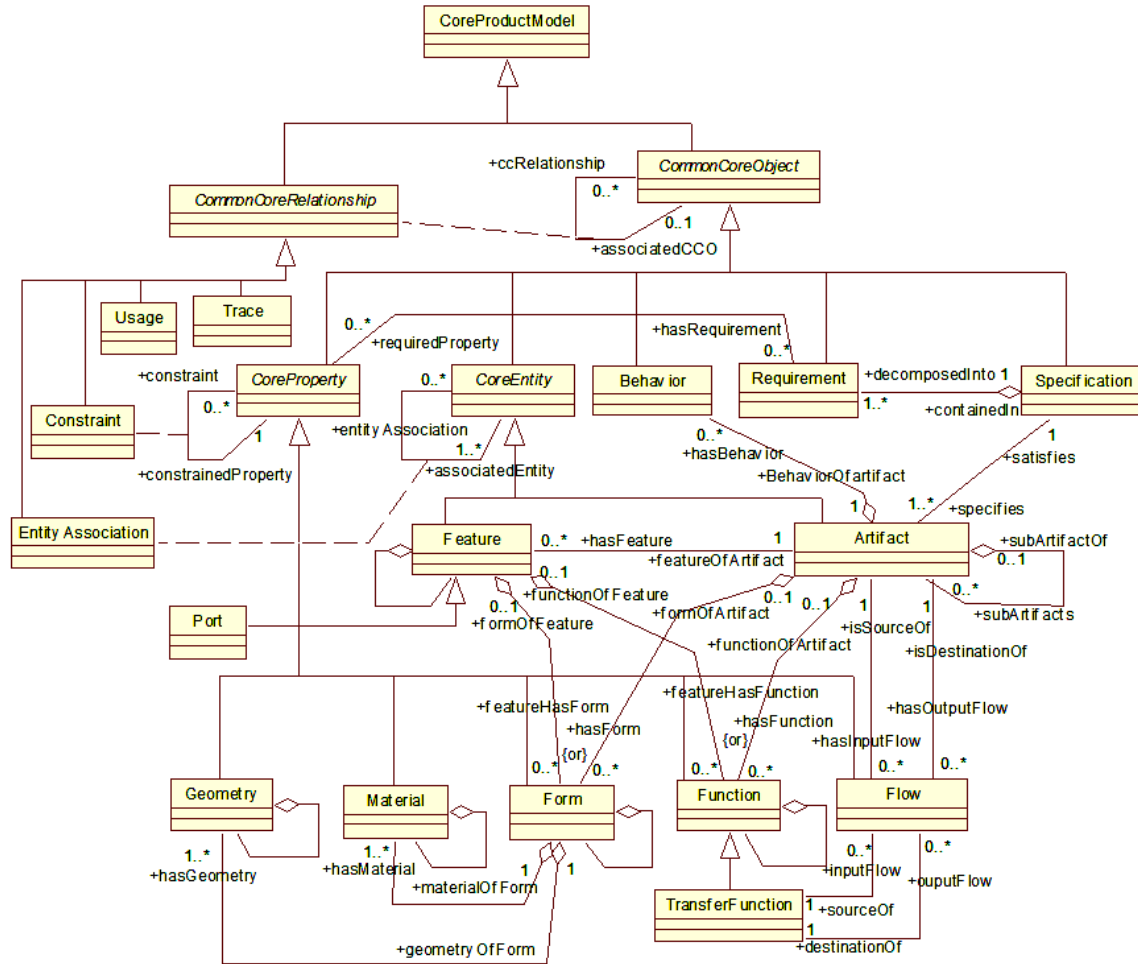 CoreProductModel
+ccRelationship
CommonCoreObject
0..*
CommonCoreRelationship
0..1
+associatedCCO
Usage
Trace
0..*
+requiredProperty
+hasRequirement
0..*
+constraint
CoreProperty
0..*
CoreEntity
Behavior
Requirement
+decomposedInto
1
Specification
Constraint
0..*
1
+entity Association
1..*
1..*
+containedIn
+constrainedProperty
+associatedEntity
0..*
+hasBehavior
1
+satisfies
+BehaviorOfartifact
Entity Association
1
1..*
+specifies
Feature
0..*
+hasFeature
1
Artifact
+subArtifactOf
0..1
+featureOfArtifact
0..1
+functionOfFeature
0..1
0..1
0..1
1
1
0..*
Port
+formOfFeature
+formOfArtifact
+isSourceOf
+subArtifacts
+functionOfArtifact
+isDestinationOf
+featureHasForm
+featureHasFunction
+hasForm
+hasFunction
+hasOutputFlow
{or}
{or}
+hasInputFlow
0..*
0..*
0..*
0..*
0..*
0..*
Geometry
Material
Form
Function
Flow
1..*
+hasGeometry
1..*
+hasMaterial
1
1
0..*
0..*
+materialOfForm
+inputFlow
+ouputFlow
TransferFunction
1
+sourceOf
1
+geometry OfForm
+destinationOf